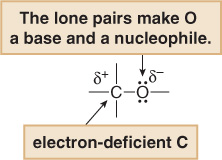 The lone pairs make O
a base and a nucleophile.
δ+ δ–
C O
electron-deficient C